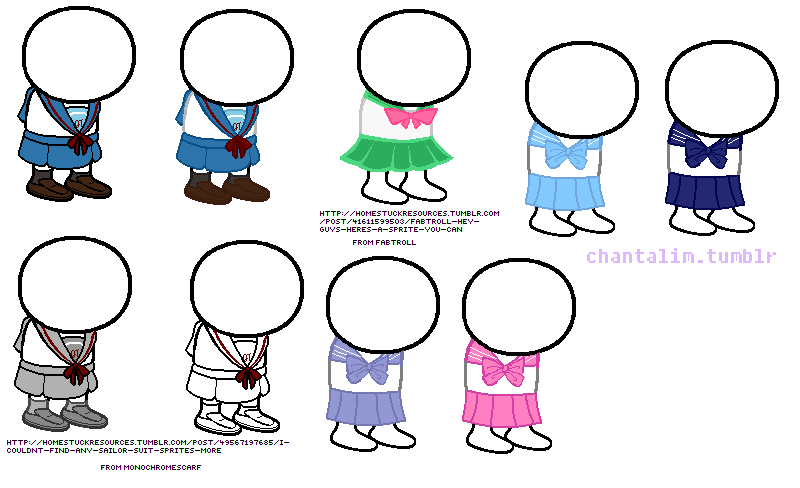 HTTP://HOMESTUCKRESOURCES.TUMBLR.COM
/POST/41611599503/FABTROLL-HEY-
GUYS-HERES-A-SPRITE-YOU-CAN
FROM FABTROLL
chantalim.tumblr
HTTP://HOMESTUCKRESOURCES.TUMBLR.COM/POST/49567197685/I-
COULDNT-FIND-ANY-SAILOR-SUIT-SPRITES-MORE
FROM MONOCHROMESCARF